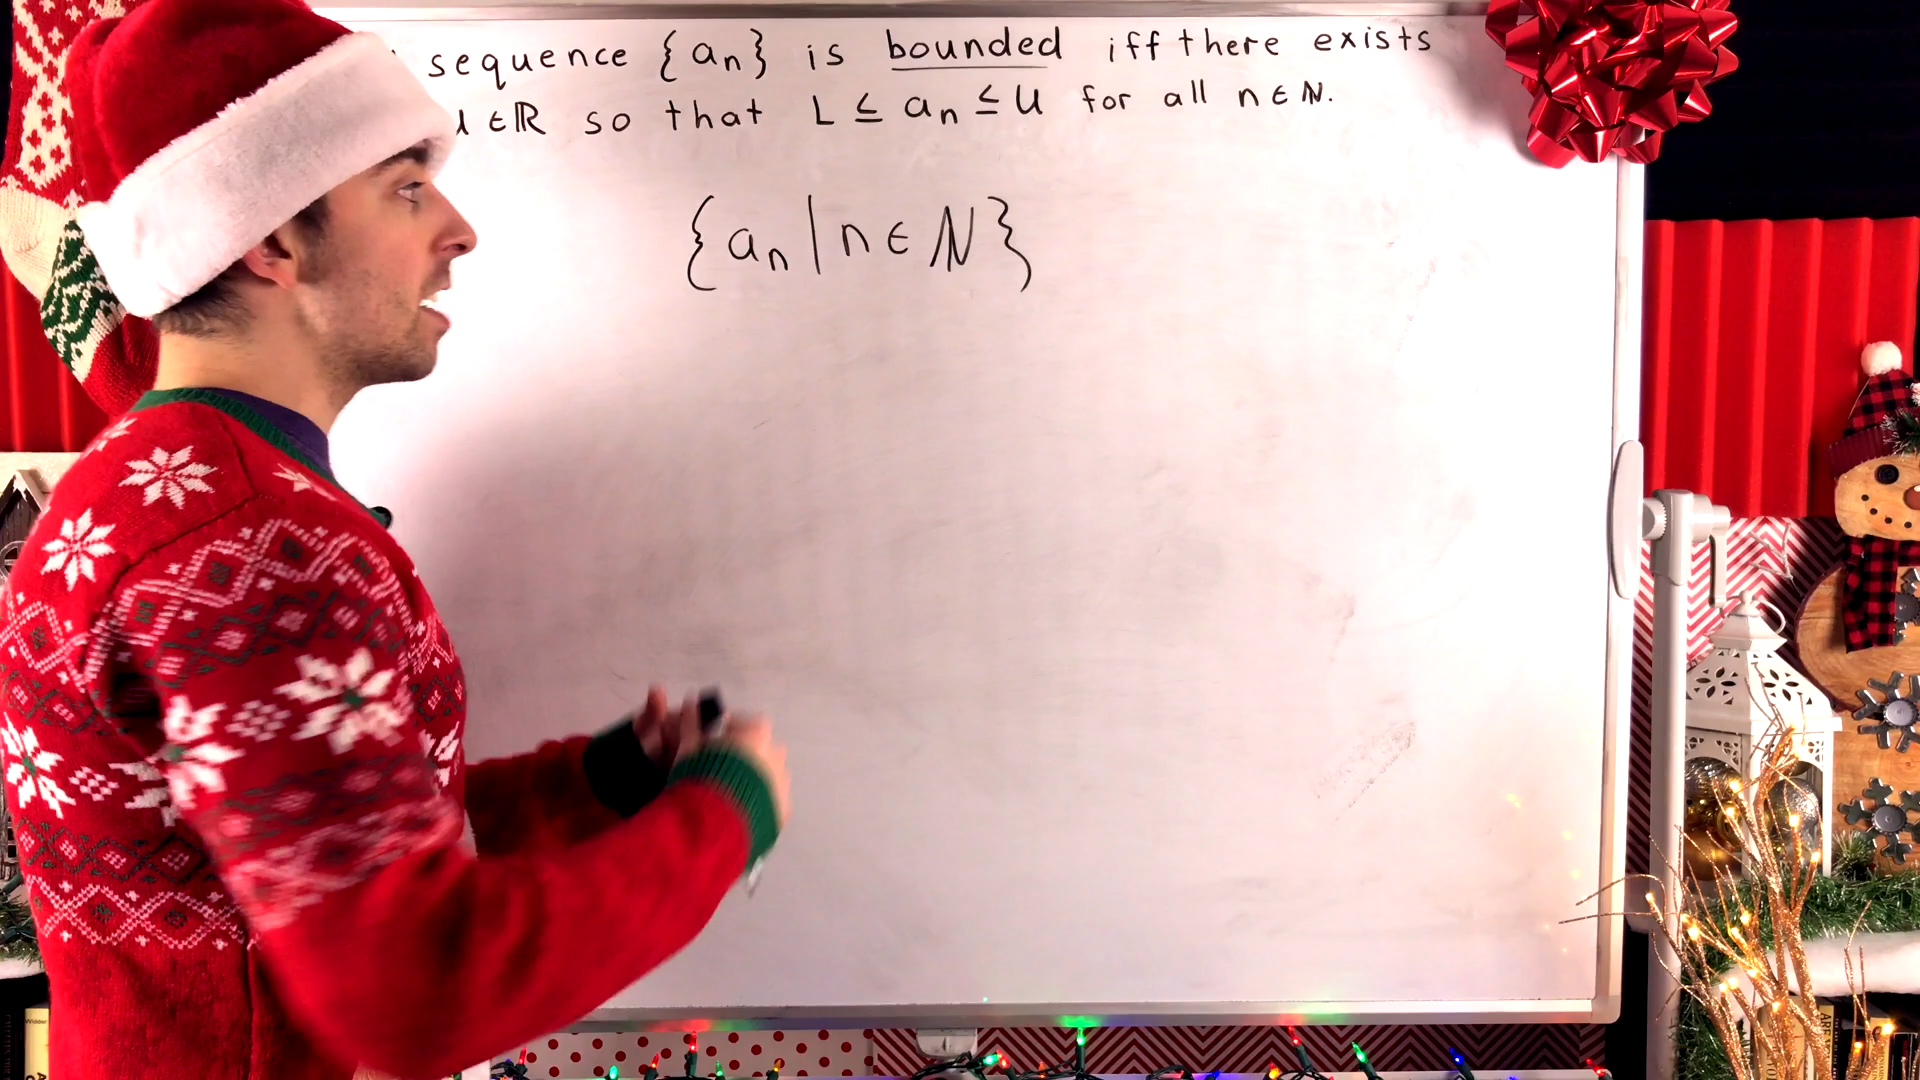 sequence {aₙ} is bounded iff there exists
∈ℝ so that L ≤ aₙ ≤ U for all n∈ℕ.
{aₙ | n ∈ ℕ}